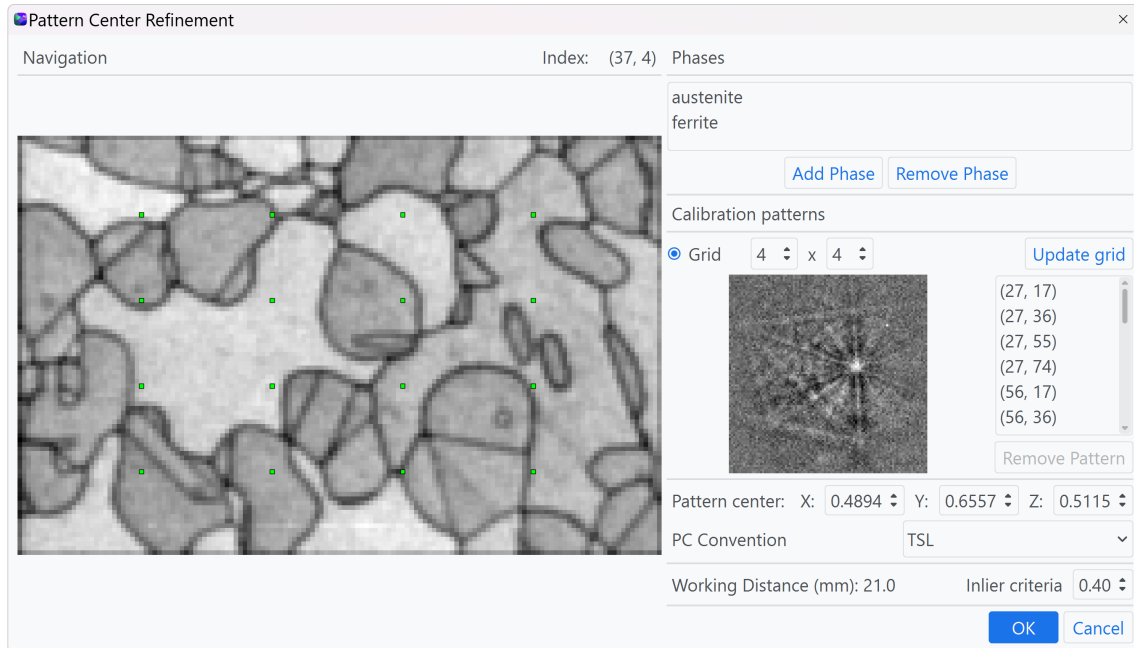 Pattern Center Refinement
Navigation Index: (37, 4)
Phases
austenite
ferrite
Add Phase Remove Phase
Calibration patterns
Grid 4 x 4 Update grid
(27, 17)
(27, 36)
(27, 55)
(27, 74)
(56, 17)
(56, 36)
Remove Pattern
Pattern center: X: 0.4894 Y: 0.6557 Z: 0.5115
PC Convention TSL
Working Distance (mm): 21.0 Inlier criteria 0.40
OK Cancel